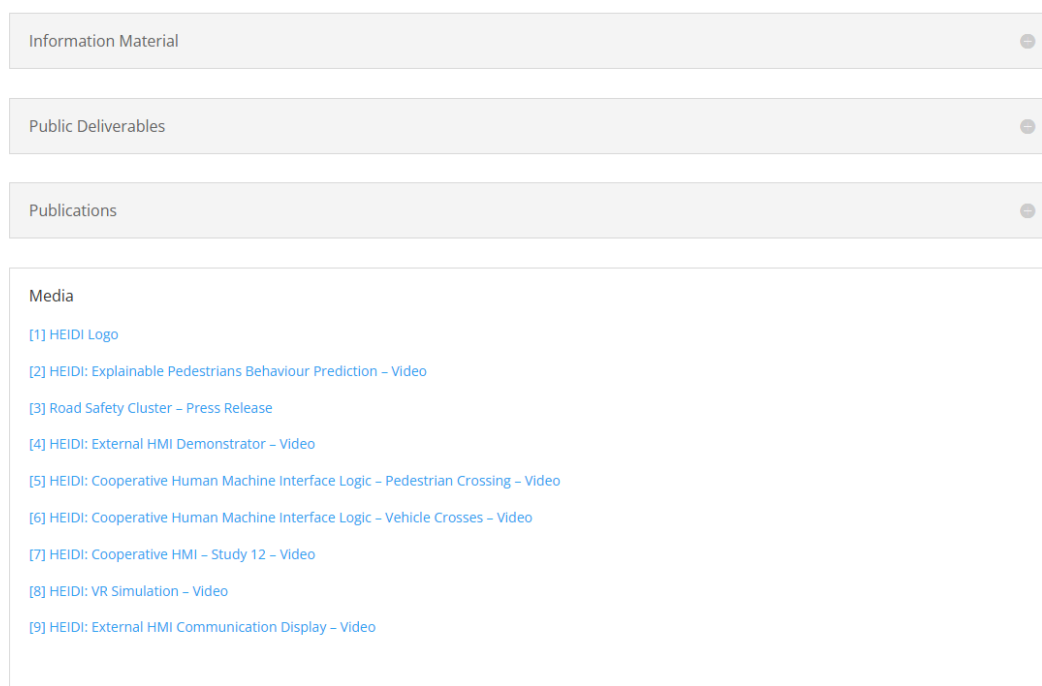 Information Material
Public Deliverables
Publications
Media
[1] HEIDI Logo
[2] HEIDI: Explainable Pedestrians Behaviour Prediction – Video
[3] Road Safety Cluster – Press Release
[4] HEIDI: External HMI Demonstrator – Video
[5] HEIDI: Cooperative Human Machine Interface Logic – Pedestrian Crossing – Video
[6] HEIDI: Cooperative Human Machine Interface Logic – Vehicle Crosses – Video
[7] HEIDI: Cooperative HMI – Study 12 – Video
[8] HEIDI: VR Simulation – Video
[9] HEIDI: External HMI Communication Display – Video